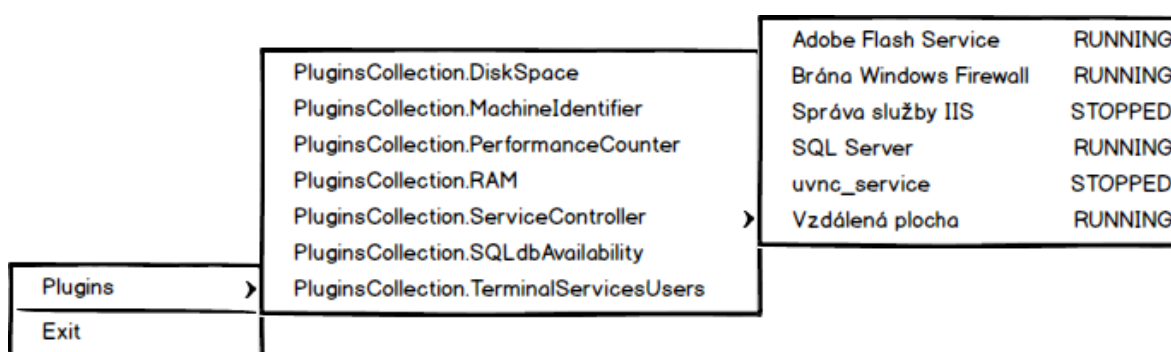 Plugins
Exit
PluginsCollection.DiskSpace
PluginsCollection.MachineIdentifier
PluginsCollection.PerformanceCounter
PluginsCollection.RAM
PluginsCollection.ServiceController
PluginsCollection.SQLdbAvailability
PluginsCollection.TerminalServicesUsers
Adobe Flash Service RUNNING
Brána Windows Firewall RUNNING
Správa služby IIS STOPPED
SQL Server RUNNING
uvnc_service STOPPED
Vzdálená plocha RUNNING